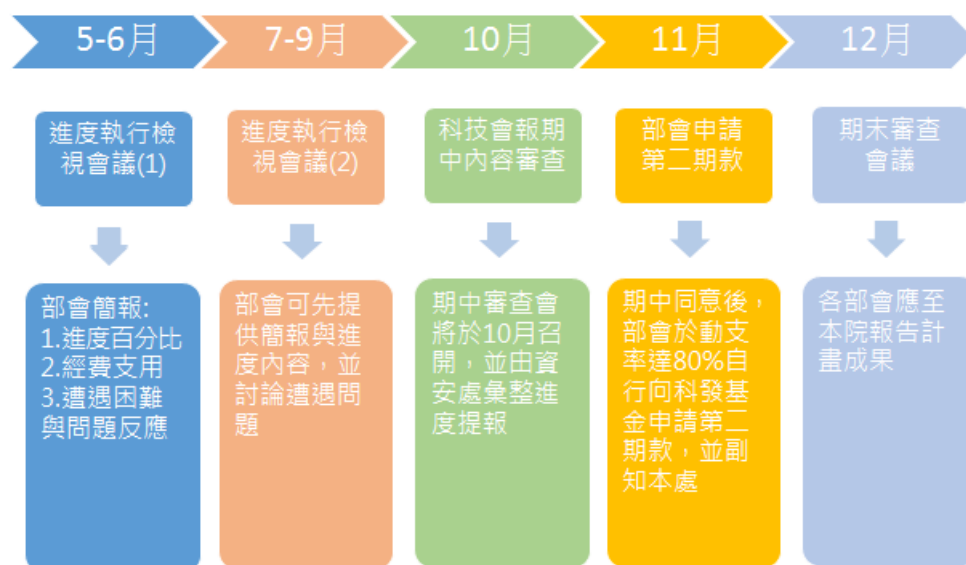 5-6月
7-9月
10月
11月
12月
進度執行檢
視會議(1)
進度執行檢
視會議(2)
科技會報期
中內容審查
部會申請
第二期款
期末審查
會議
部會簡報:
1.進度百分比
2.經費支用
3.遭遇困難
與問題反應
部會可先提
供簡報與進
度內容，並
討論遭遇問
題
期中審查會
將於10月召
開，並由資
安處彙整進
度提報
期中同意後，
部會於動支
率達80%自
行向科發基
金申請第二
期款，並副
知本處
各部會應至
本院報告計
畫成果